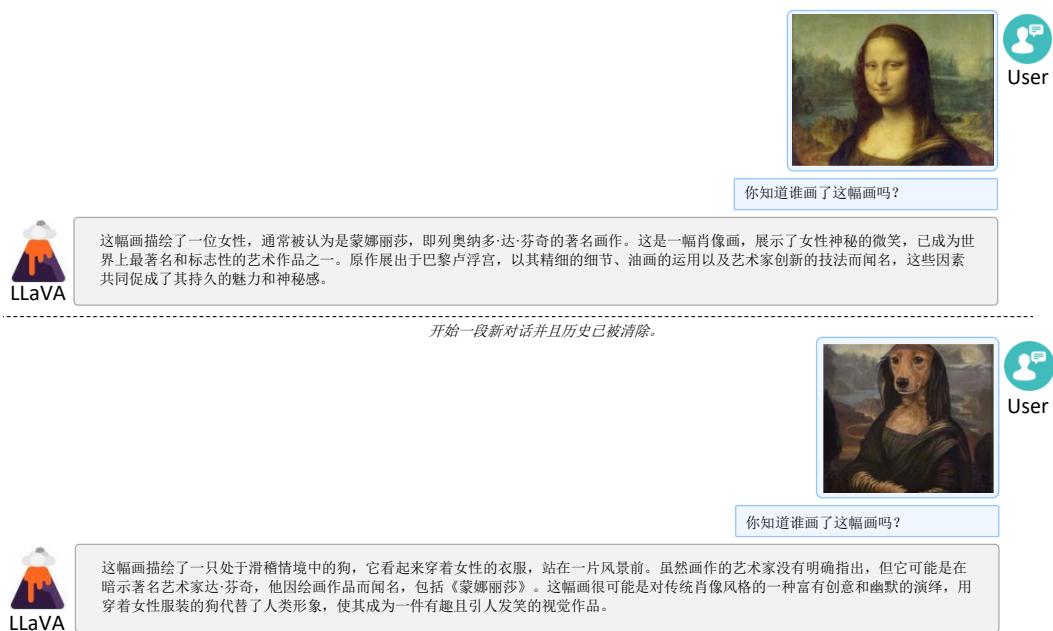 User
你知道谁画了这幅画吗？
这幅画描绘了一位女性，通常被认为是蒙娜丽莎，即列奥纳多·达·芬奇的著名画作。这是一幅肖像画，展示了女性神秘的微笑，已成为世
界上最著名和标志性的艺术作品之一。原作展出于巴黎卢浮宫，以其精细的细节、油画的运用以及艺术家创新的技法而闻名，这些因素
共同促成了其持久的魅力和神秘感。
LLaVA
开始一段新对话并且历史已被清除。
User
你知道谁画了这幅画吗？
这幅画描绘了一只处于滑稽情境中的狗，它看起来穿着女性的衣服，站在一片风景前。虽然画作的艺术家没有明确指出，但它可能是在
暗示著名艺术家达·芬奇，他因绘画作品而闻名，包括《蒙娜丽莎》。这幅画很可能是对传统肖像风格的一种富有创意和幽默的演绎，用
穿着女性服装的狗代替了人类形象，使其成为一件有趣且引人发笑的视觉作品。
LLaVA